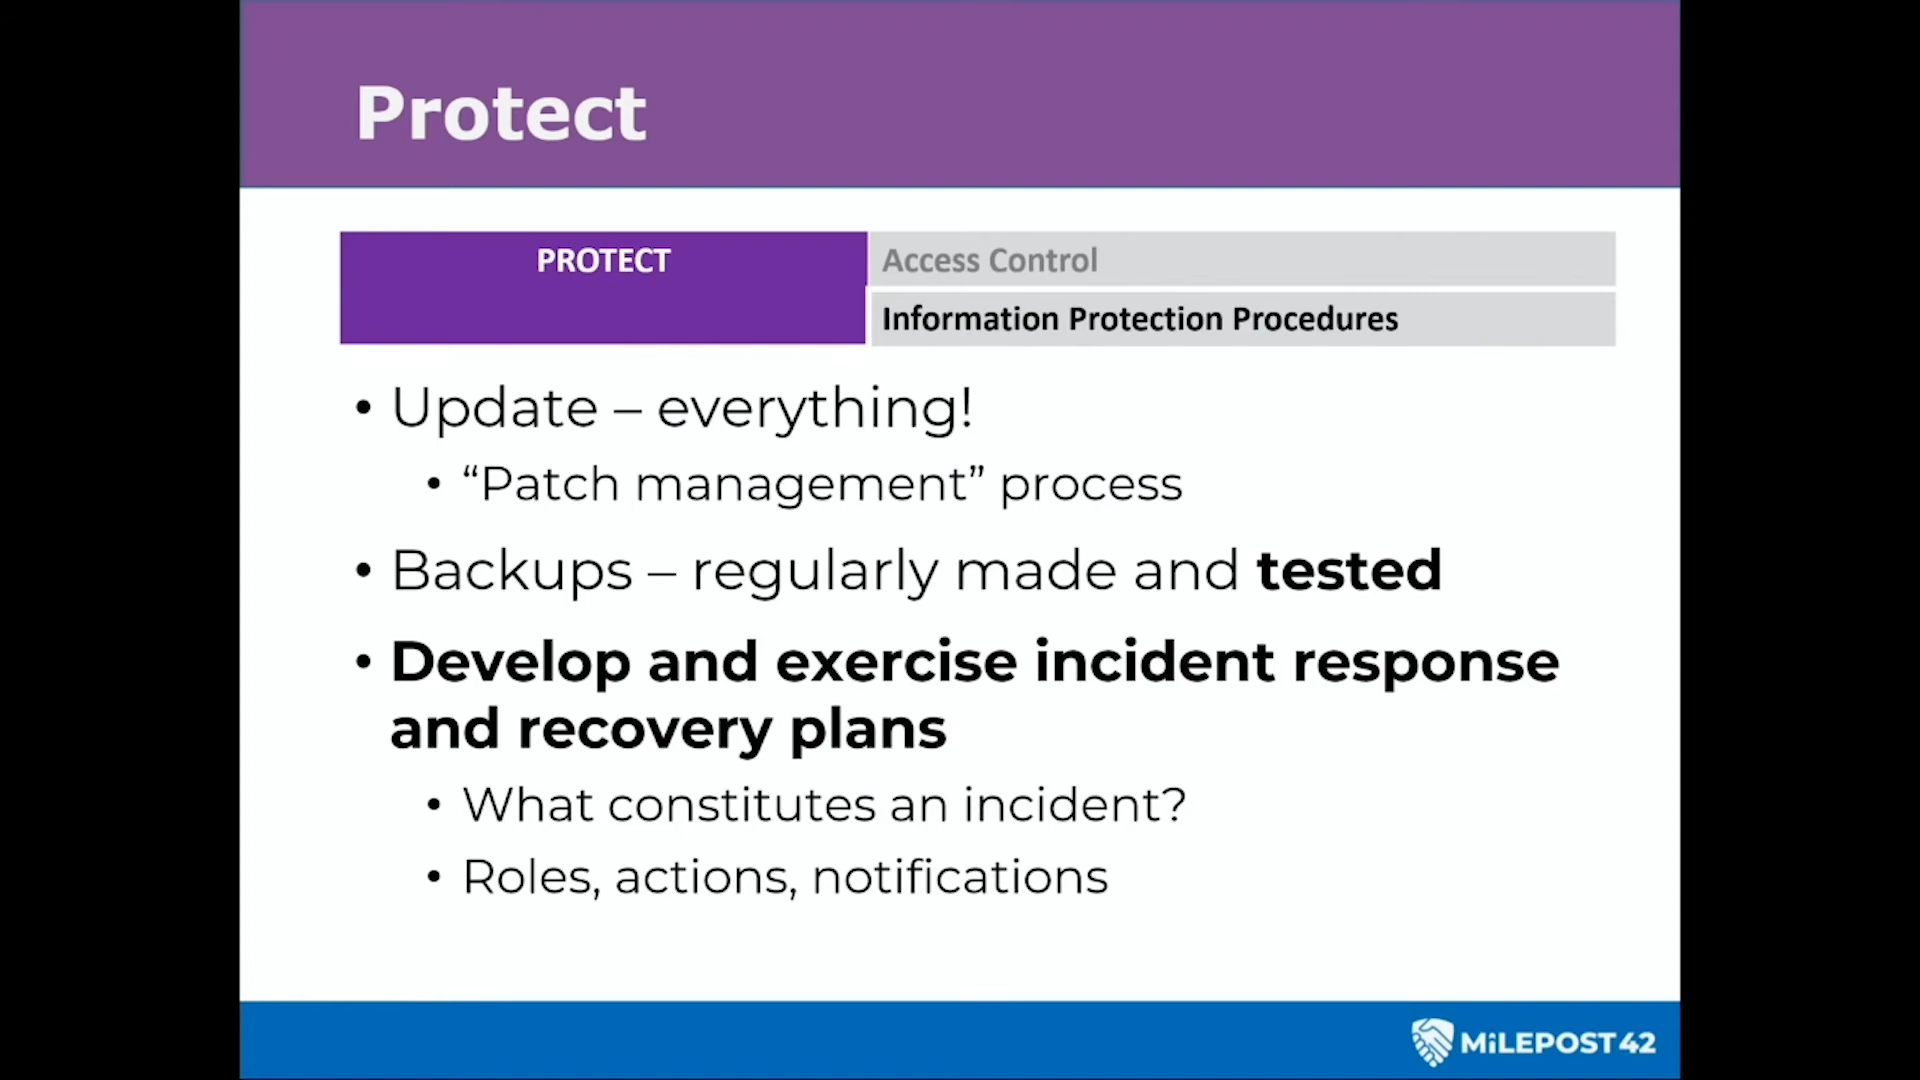 Protect
PROTECT
Access Control
Information Protection Procedures
• Update – everything!
• “Patch management” process
• Backups – regularly made and tested
• Develop and exercise incident response
and recovery plans
• What constitutes an incident?
• Roles, actions, notifications
MiLEPOST42